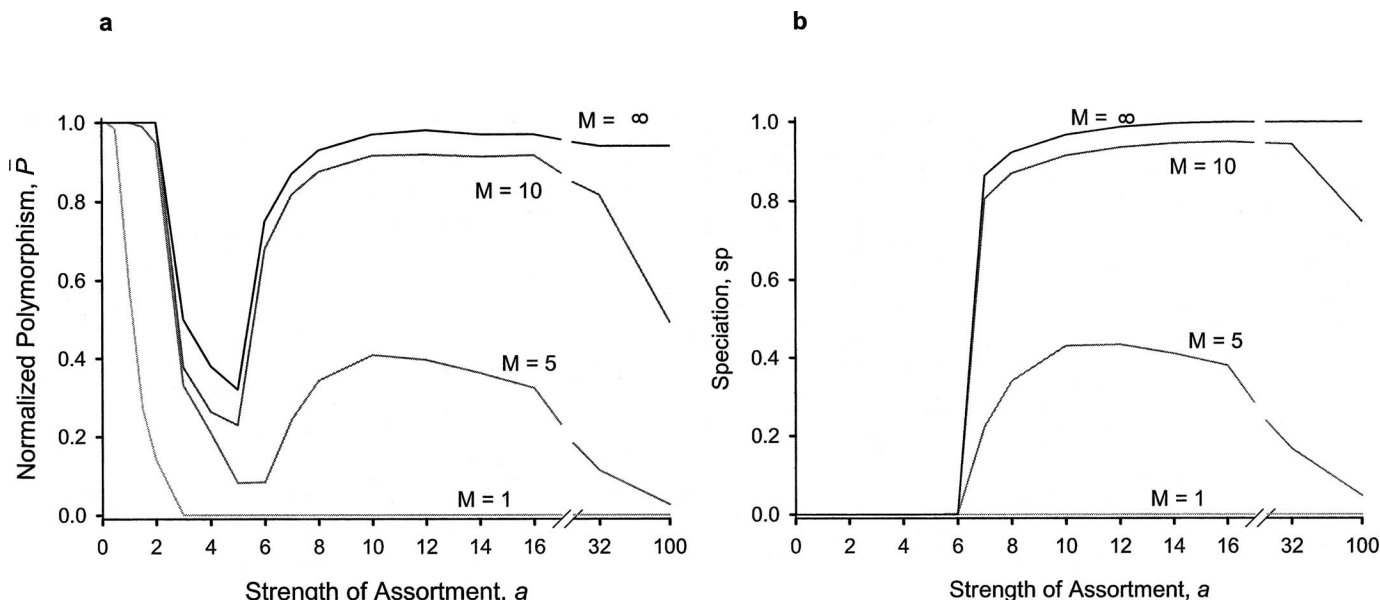 a
Normalized Polymorphism, P̄
1.0
0.8
0.6
0.4
0.2
0.0
M = ∞
M = 10
M = 5
M = 1
0 2 4 6 8 10 12 14 16 32 100
Strength of Assortment, a
b
Speciation, sp
1.0
0.8
0.6
0.4
0.2
0.0
M = ∞
M = 10
M = 5
M = 1
0 2 4 6 8 10 12 14 16 32 100
Strength of Assortment, a